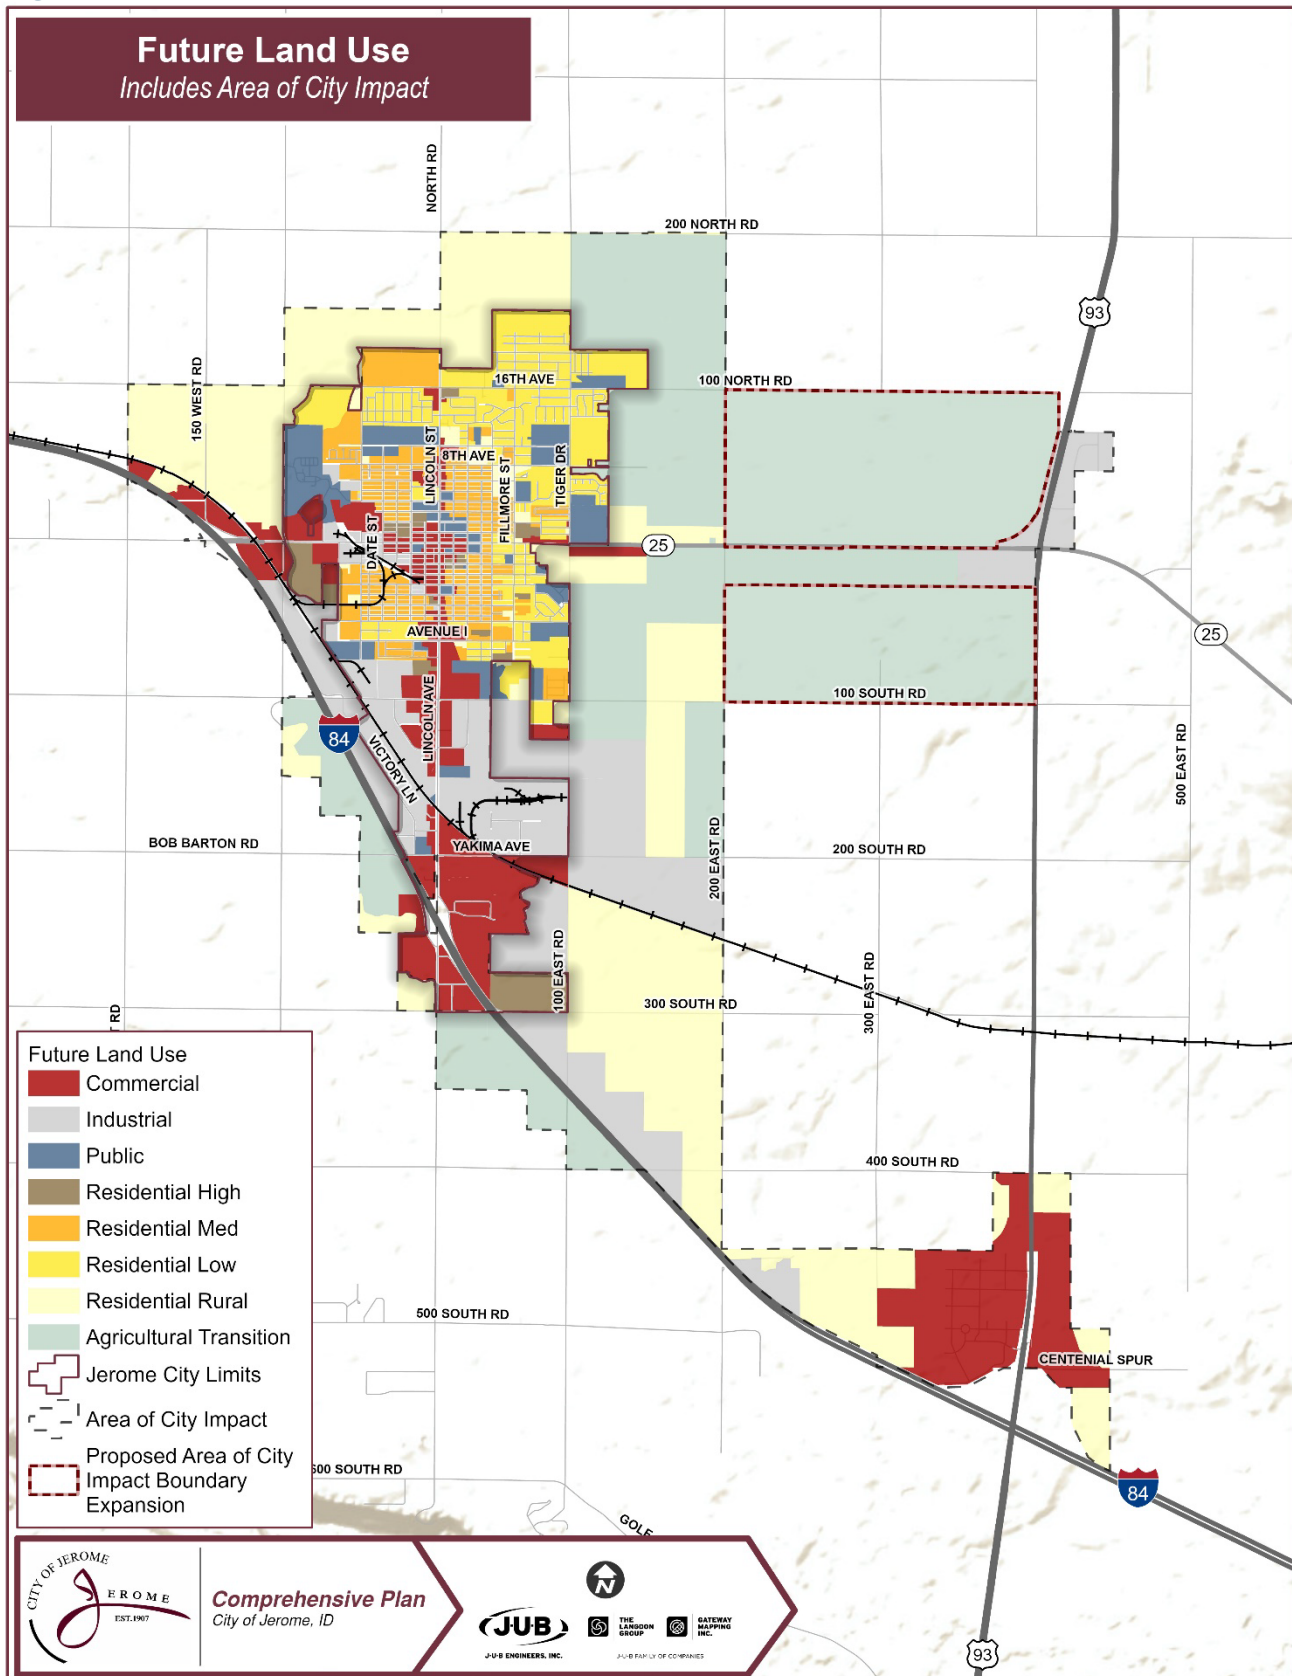 Future Land Use
Includes Area of City Impact
NORTH RD
200 NORTH RD
93
150 WEST RD
16TH AVE
100 NORTH RD
LINCOLN ST
8TH AVE
FILLMORE ST
TIGER DR
DATE ST
25
AVENUE I
25
100 SOUTH RD
LINCOLN AVE
84
VICTORY LN
500 EAST RD
BOB BARTON RD
YAKIMA AVE
200 EAST RD
200 SOUTH RD
100 EAST RD
300 SOUTH RD
300 EAST RD
RD
400 SOUTH RD
500 SOUTH RD
CENTENIAL SPUR
600 SOUTH RD
84
GOLF
93
Future Land Use
Commercial
Industrial
Public
Residential High
Residential Med
Residential Low
Residential Rural
Agricultural Transition
Jerome City Limits
Area of City Impact
Proposed Area of City
Impact Boundary
Expansion
CITY OF JEROME
JEROME
EST.1907
Comprehensive Plan
City of Jerome, ID
N
J·U·B
J·U·B ENGINEERS, INC.
THE
LANGDON
GROUP
GATEWAY
MAPPING
INC.
J·U·B FAMILY OF COMPANIES